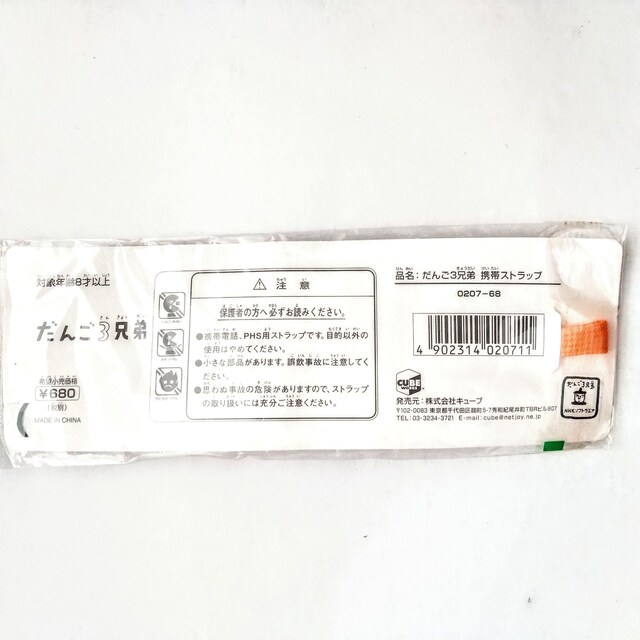 対象年齢8才以上
だんご3兄弟
希望小売価格
¥680
(税別)
MADE IN CHINA
⚠ 注意
保護者の方へ必ずお読みください。
●携帯電話、PHS用ストラップです。目的以外の
使用はやめてください。
●小さな部品があります。誤飲事故に注意してく
ださい。
●思わぬ事故の危険がありますので、ストラップ
の取り扱いには充分ご注意ください。
品名:だんご3兄弟 携帯ストラップ
0207-68
4 902314 020711
CUBE
WORKS
発売元:株式会社キューブ
〒102-0083 東京都千代田区麹町5-7秀和紀尾井町TBRビル807
TEL:03-3234-3721 E-mail:cube@netjoy.ne.jp
だんご3兄弟
NHKソフトウェア